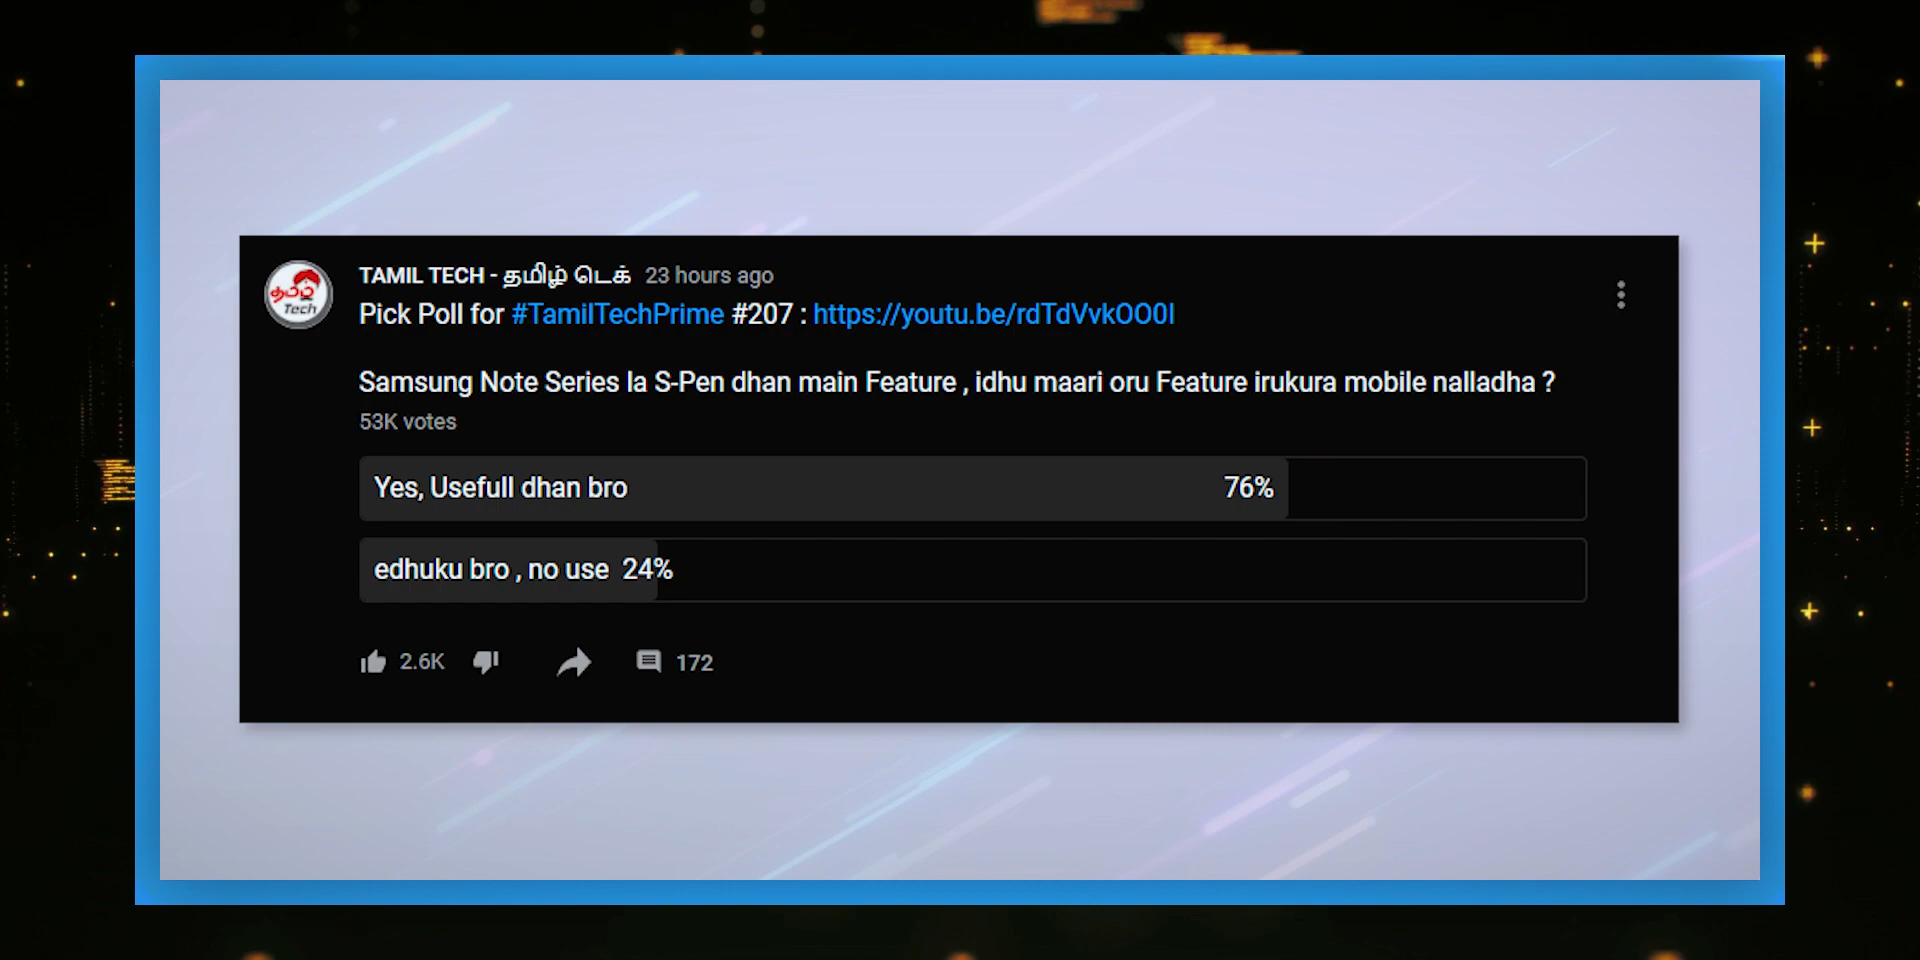 தமிழ்
Tech
TAMIL TECH - தமிழ் டெக் 23 hours ago
Pick Poll for #TamilTechPrime #207 : https://youtu.be/rdTdVvkOO0I
Samsung Note Series la S-Pen dhan main Feature , idhu maari oru Feature irukura mobile nalladha ?
53K votes
Yes, Usefull dhan bro 76%
edhuku bro , no use 24%
2.6K 172